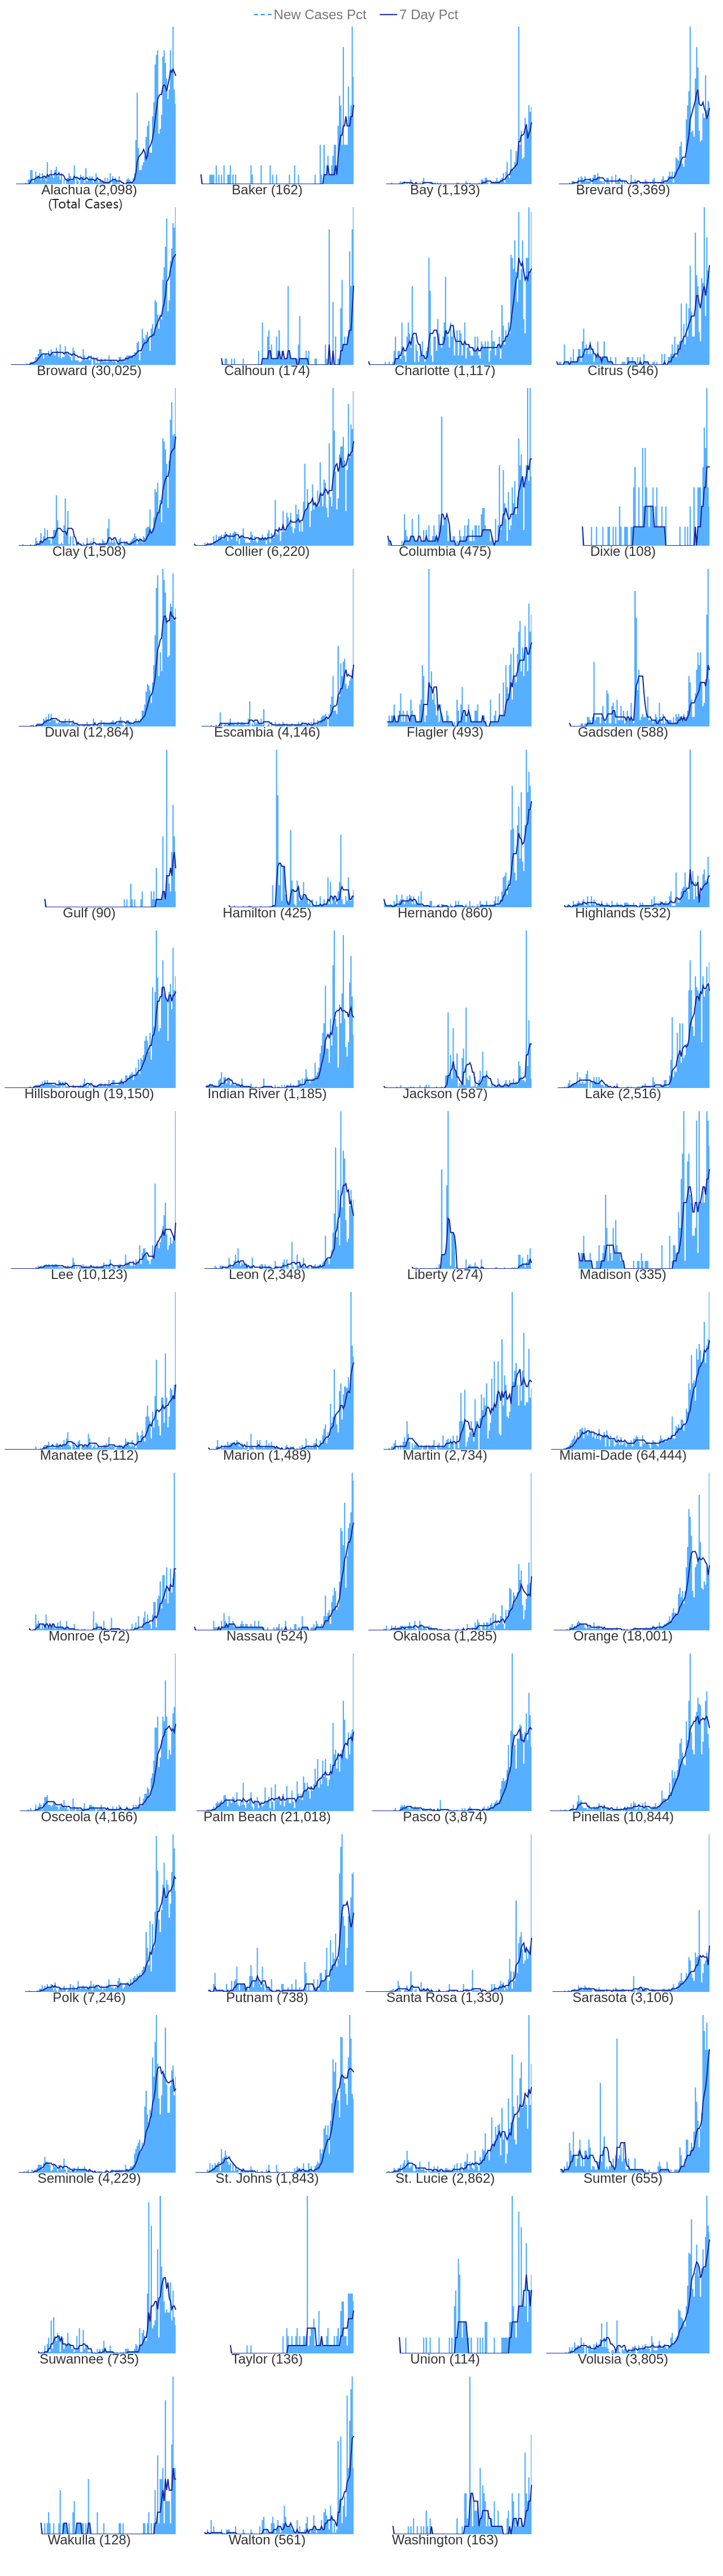 New Cases Pct 7 Day Pct
Alachua (2,098) Baker (162) Bay (1,193) Brevard (3,369)
(Total Cases)
Broward (30,025) Calhoun (174) Charlotte (1,117) Citrus (546)
Clay (1,508) Collier (6,220) Columbia (475) Dixie (108)
Duval (12,864) Escambia (4,146) Flagler (493) Gadsden (588)
Gulf (90) Hamilton (425) Hernando (860) Highlands (532)
Hillsborough (19,150) Indian River (1,185) Jackson (587) Lake (2,516)
Lee (10,123) Leon (2,348) Liberty (274) Madison (335)
Manatee (5,112) Marion (1,489) Martin (2,734) Miami-Dade (64,444)
Monroe (572) Nassau (524) Okaloosa (1,285) Orange (18,001)
Osceola (4,166) Palm Beach (21,018) Pasco (3,874) Pinellas (10,844)
Polk (7,246) Putnam (738) Santa Rosa (1,330) Sarasota (3,106)
Seminole (4,229) St. Johns (1,843) St. Lucie (2,862) Sumter (655)
Suwannee (735) Taylor (136) Union (114) Volusia (3,805)
Wakulla (128) Walton (561) Washington (163)